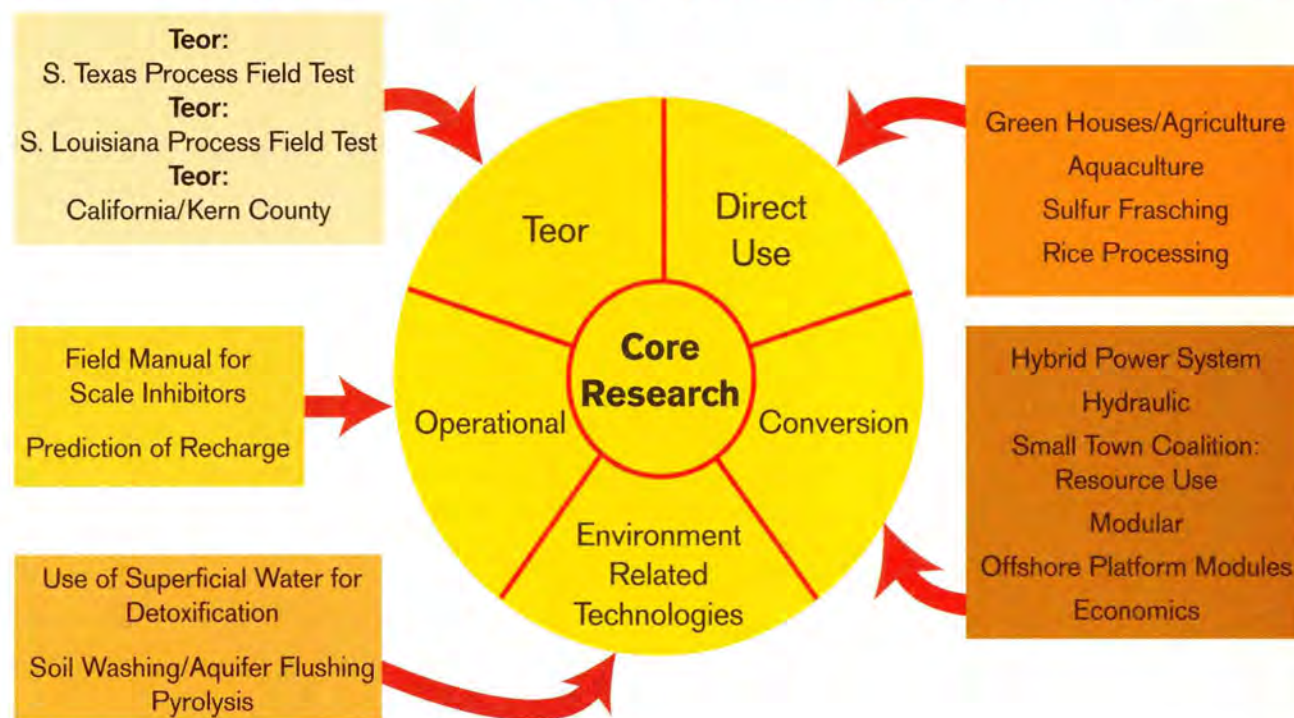 Teor:
S. Texas Process Field Test
Teor:
S. Louisiana Process Field Test
Teor:
California/Kern County
Field Manual for
Scale Inhibitors
Prediction of Recharge
Use of Superficial Water for
Detoxification
Soil Washing/Aquifer Flushing
Pyrolysis
Teor
Direct
Use
Core
Research
Operational
Conversion
Environment
Related
Technologies
Green Houses/Agriculture
Aquaculture
Sulfur Frasching
Rice Processing
Hybrid Power System
Hydraulic
Small Town Coalition:
Resource Use
Modular
Offshore Platform Modules
Economics